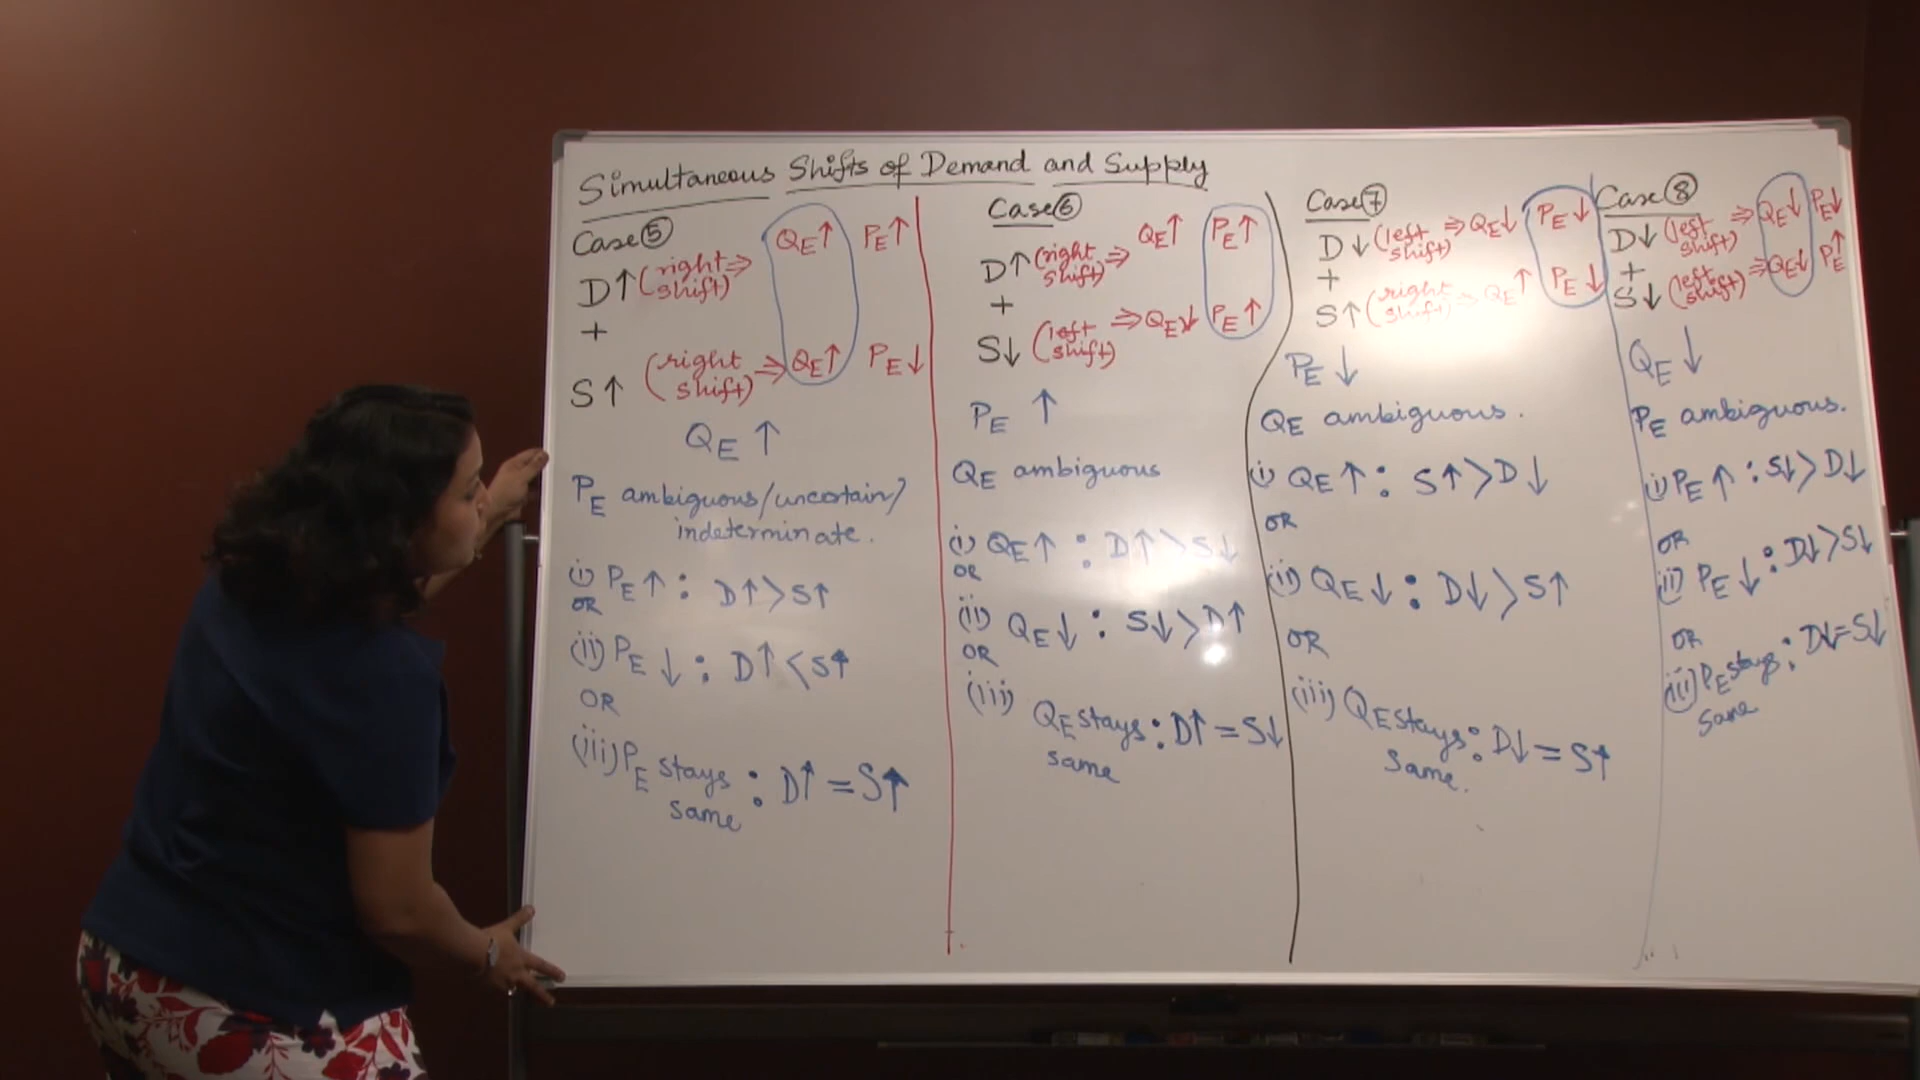 Simultaneous Shifts of Demand and Supply
Case ⑤
D↑ (right shift) ⇒ QE↑ PE↑
+
S↑ (right shift) ⇒ QE↑ PE↓
QE ↑
PE ambiguous/uncertain/
indeterminate.
(i) PE↑ : D↑ > S↑
OR
(ii) PE ↓ : D↑ < S↑
OR
(iii) PE stays same : D↑ = S↑
Case ⑥
D↑ (right shift) ⇒ QE↑ PE↑
+
S↓ (left shift) ⇒ QE↓ PE↑
PE ↑
QE ambiguous
(i) QE↑ : D↑ > S↓
OR
(ii) QE↓ : S↓ > D↑
OR
(iii) QE stays same : D↑ = S↓
Case ⑦
D↓ (left shift) ⇒ QE↓ PE↓
+
S↑ (right shift) ⇒ QE↑ PE↓
PE ↓
QE ambiguous.
(i) QE↑ : S↑ > D↓
OR
(ii) QE↓ : D↓ > S↑
OR
(iii) QE stays same. : D↓ = S↑
Case ⑧
D↓ (left shift) ⇒ QE↓ PE↓
+
S↓ (left shift) ⇒ QE↓ PE↑
QE ↓
PE ambiguous.
(i) PE↑ : S↓ > D↓
OR
(ii) PE↓ : D↓ > S↓
OR
(iii) PE stays same : D↓ = S↓